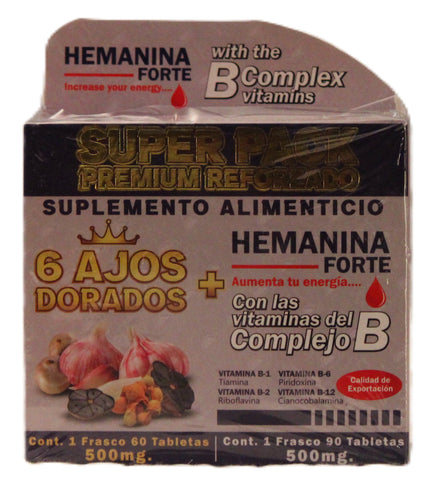 HEMANINA
FORTE
Increase your energy....
with the
B Complex
vitamins
SUPER PACK
PREMIUM REFORZADO
SUPLEMENTO ALIMENTICIO
6 AJOS
DORADOS
+
HEMANINA
FORTE
Aumenta tu energía....
Con las
vitaminas del
Complejo B
VITAMINA B-1
Tiamina
VITAMINA B-6
Piridoxina
VITAMINA B-2
Riboflavina
VITAMINA B-12
Cianocobalamina
Calidad de
Exportación
Cont. 1 Frasco 60 Tabletas
500mg.
Cont. 1 Frasco 90 Tabletas
500mg.